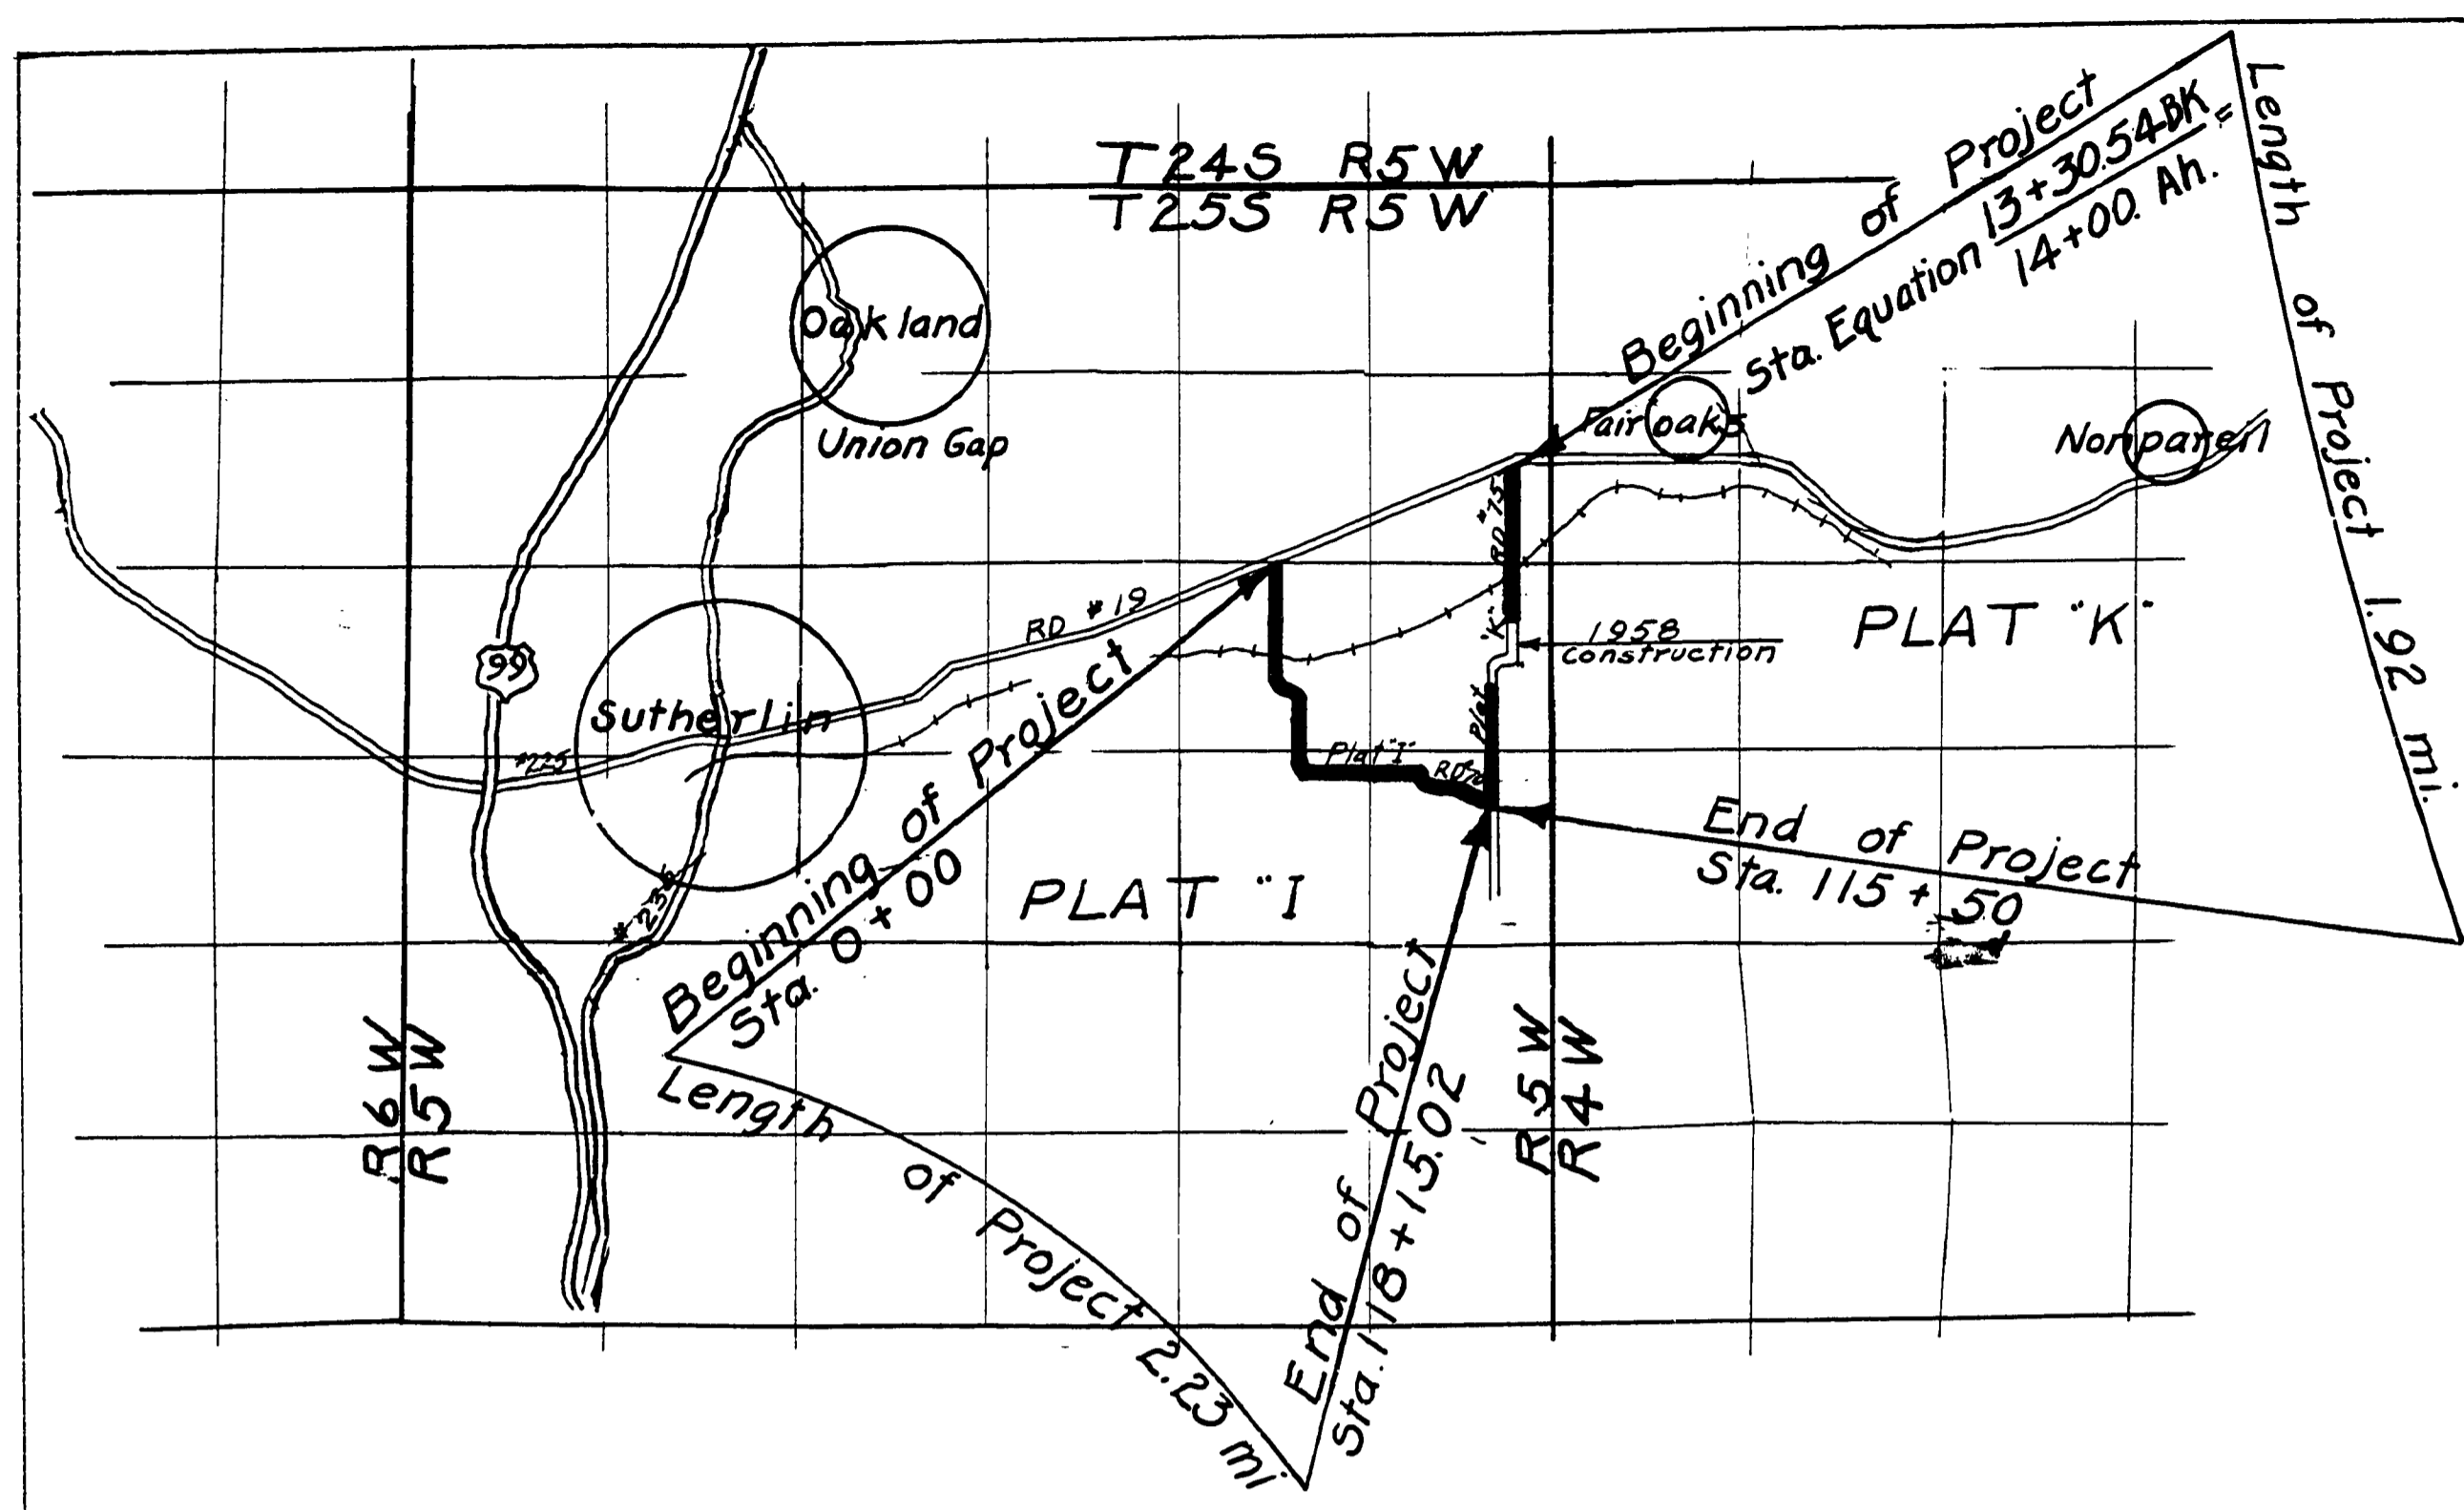 T24S R5W
T25S R5W
Beginning of Project
Sta. Equation 13+30.54BK =
14+00. Ah.
Length of Project 1.92 mi.
Oakland
Union Gap
Fair oaks
Nonpareil
RD #19
RD #75
"K"
Plat
1958
Construction
PLAT "K"
99
Sutherlin
#225
Plat "I"
Beginning of Project
Sta. 0+00
PLAT "I
End of Project
Sta. 115+50
R6W
R5W
R5W
R4W
Length of Project 2.23 mi.
End of Project
Sta. 118+15.02